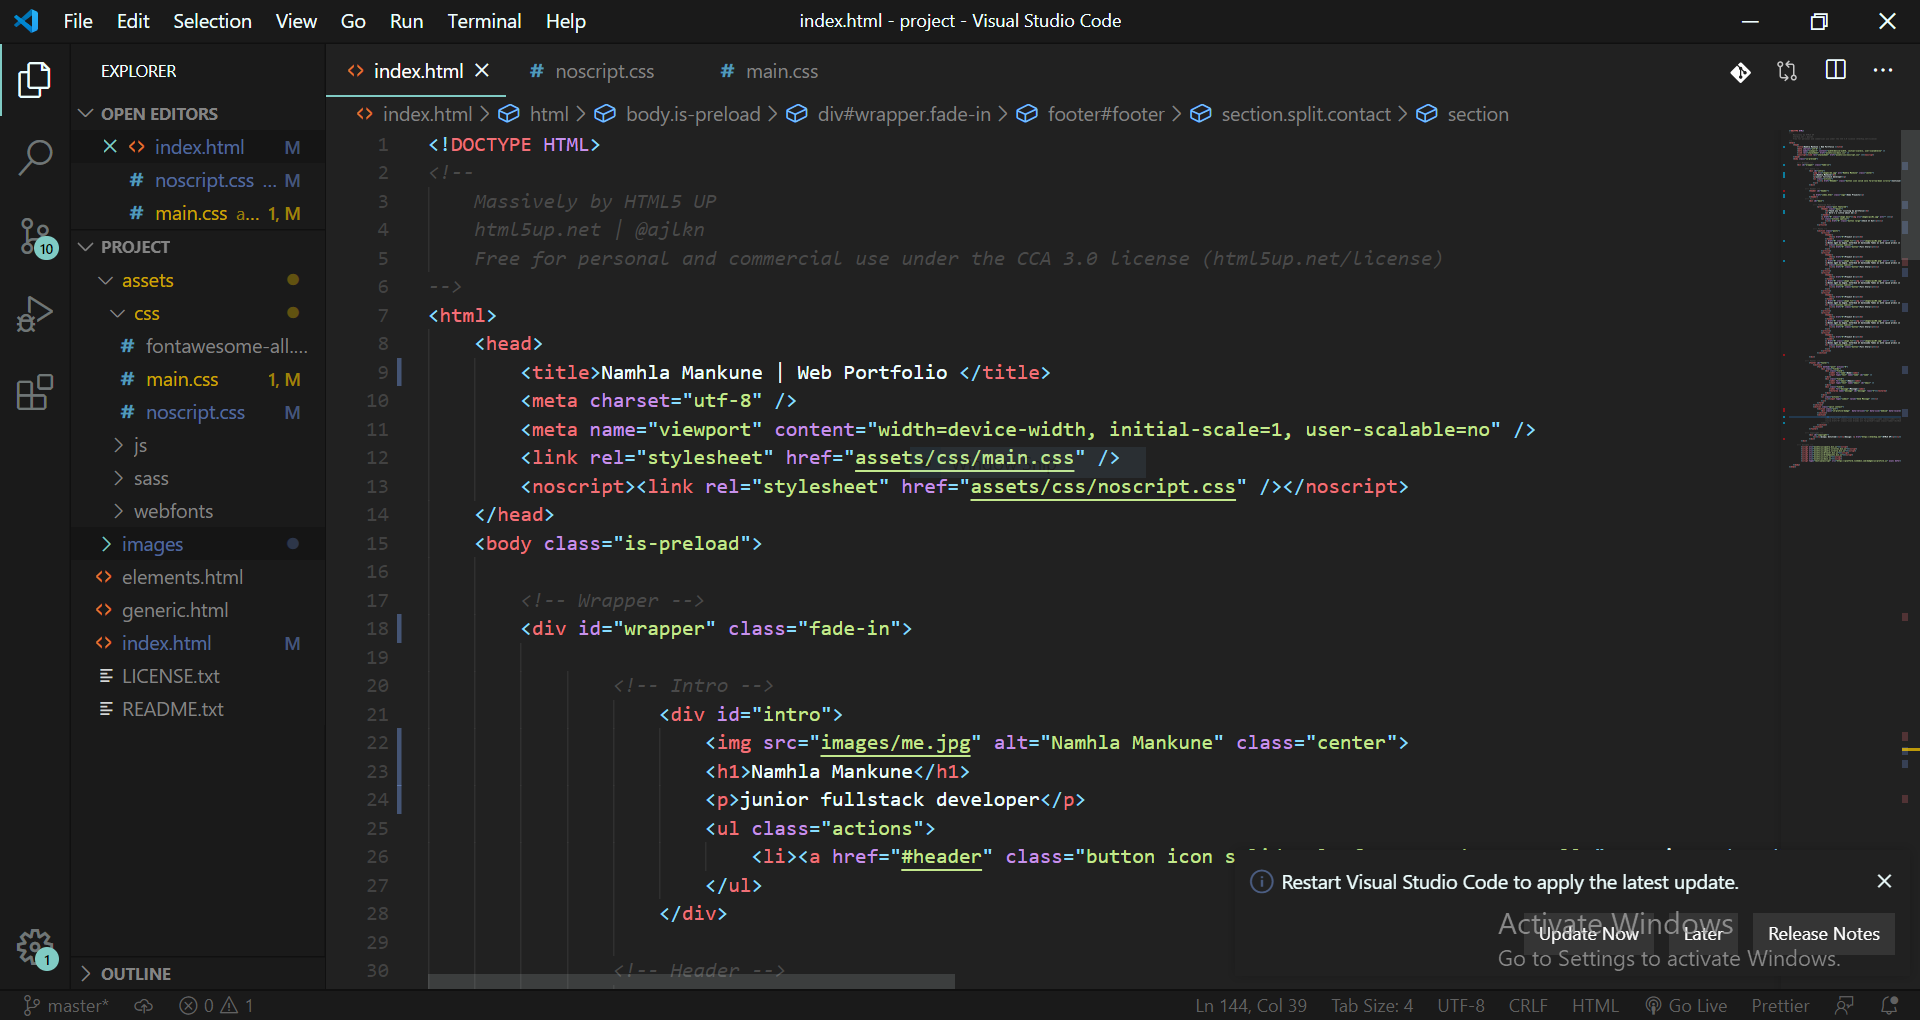 File Edit Selection View Go Run Terminal Help
index.html - project - Visual Studio Code
EXPLORER
OPEN EDITORS
index.html M
noscript.css ... M
main.css a... 1, M
PROJECT
assets
css
fontawesome-all....
main.css 1, M
noscript.css M
js
sass
webfonts
images
elements.html
generic.html
index.html M
LICENSE.txt
README.txt
OUTLINE
10
1
index.html
noscript.css
main.css
index.html > html > body.is-preload > div#wrapper.fade-in > footer#footer > section.split.contact > section
1 <!DOCTYPE HTML>
2 <!--
3 Massively by HTML5 UP
4 html5up.net | @ajlkn
5 Free for personal and commercial use under the CCA 3.0 license (html5up.net/license)
6 -->
7 <html>
8 <head>
9 <title>Namhla Mankune | Web Portfolio </title>
10 <meta charset="utf-8" />
11 <meta name="viewport" content="width=device-width, initial-scale=1, user-scalable=no" />
12 <link rel="stylesheet" href="assets/css/main.css" />
13 <noscript><link rel="stylesheet" href="assets/css/noscript.css" /></noscript>
14 </head>
15 <body class="is-preload">
16
17 <!-- Wrapper -->
18 <div id="wrapper" class="fade-in">
19
20 <!-- Intro -->
21 <div id="intro">
22 <img src="images/me.jpg" alt="Namhla Mankune" class="center">
23 <h1>Namhla Mankune</h1>
24 <p>junior fullstack developer</p>
25 <ul class="actions">
26 <li><a href="#header" class="button icon s
27 </ul>
28 </div>
29
30 <!-- Header -->
Restart Visual Studio Code to apply the latest update.
Update Now Later Release Notes
Activate Windows
Go to Settings to activate Windows.
master* 0 1
Ln 144, Col 39 Tab Size: 4 UTF-8 CRLF HTML Go Live Prettier